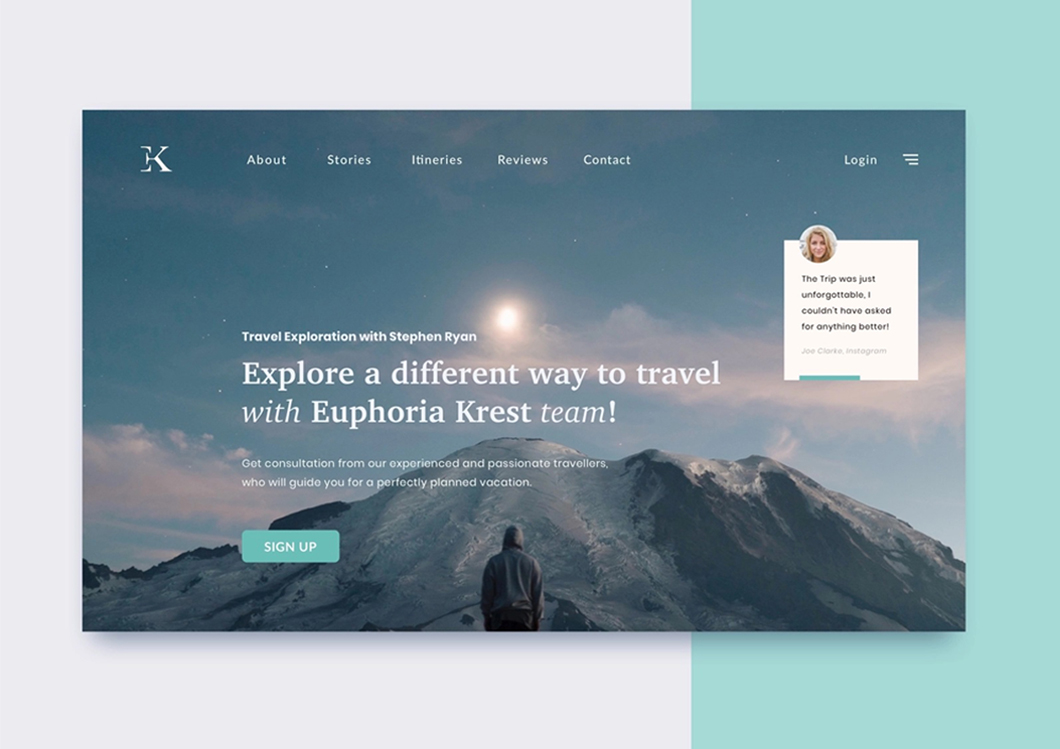 EK
About
Stories
Itineries
Reviews
Contact
Login
The Trip was just
unforgottable, I
couldn't have asked
for anything better!
Joe Clarke, Instagram
Travel Exploration with Stephen Ryan
Explore a different way to travel
with Euphoria Krest team!
Get consultation from our experienced and passionate travellers,
who will guide you for a perfectly planned vacation.
SIGN UP